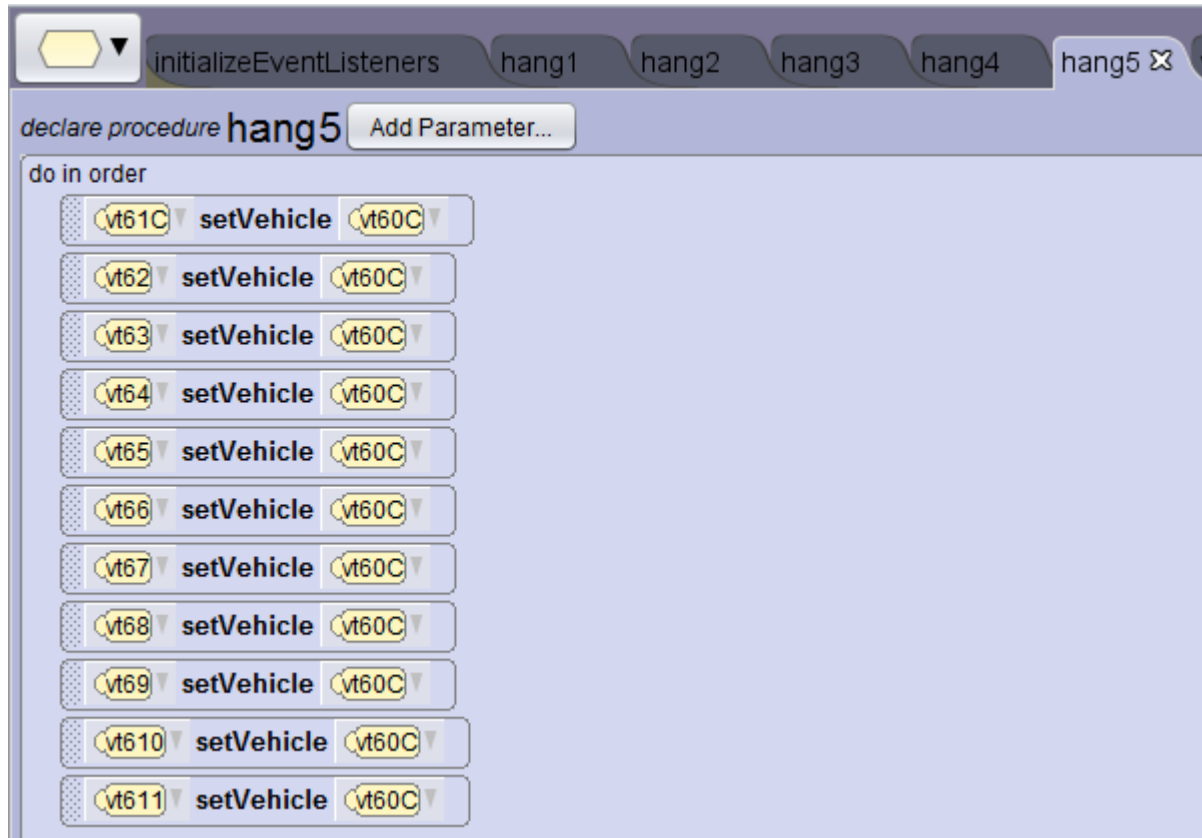 initializeEventListeners hang1 hang2 hang3 hang4 hang5
declare procedure hang5 Add Parameter...
do in order
vt61C setVehicle vt60C
vt62 setVehicle vt60C
vt63 setVehicle vt60C
vt64 setVehicle vt60C
vt65 setVehicle vt60C
vt66 setVehicle vt60C
vt67 setVehicle vt60C
vt68 setVehicle vt60C
vt69 setVehicle vt60C
vt610 setVehicle vt60C
vt611 setVehicle vt60C